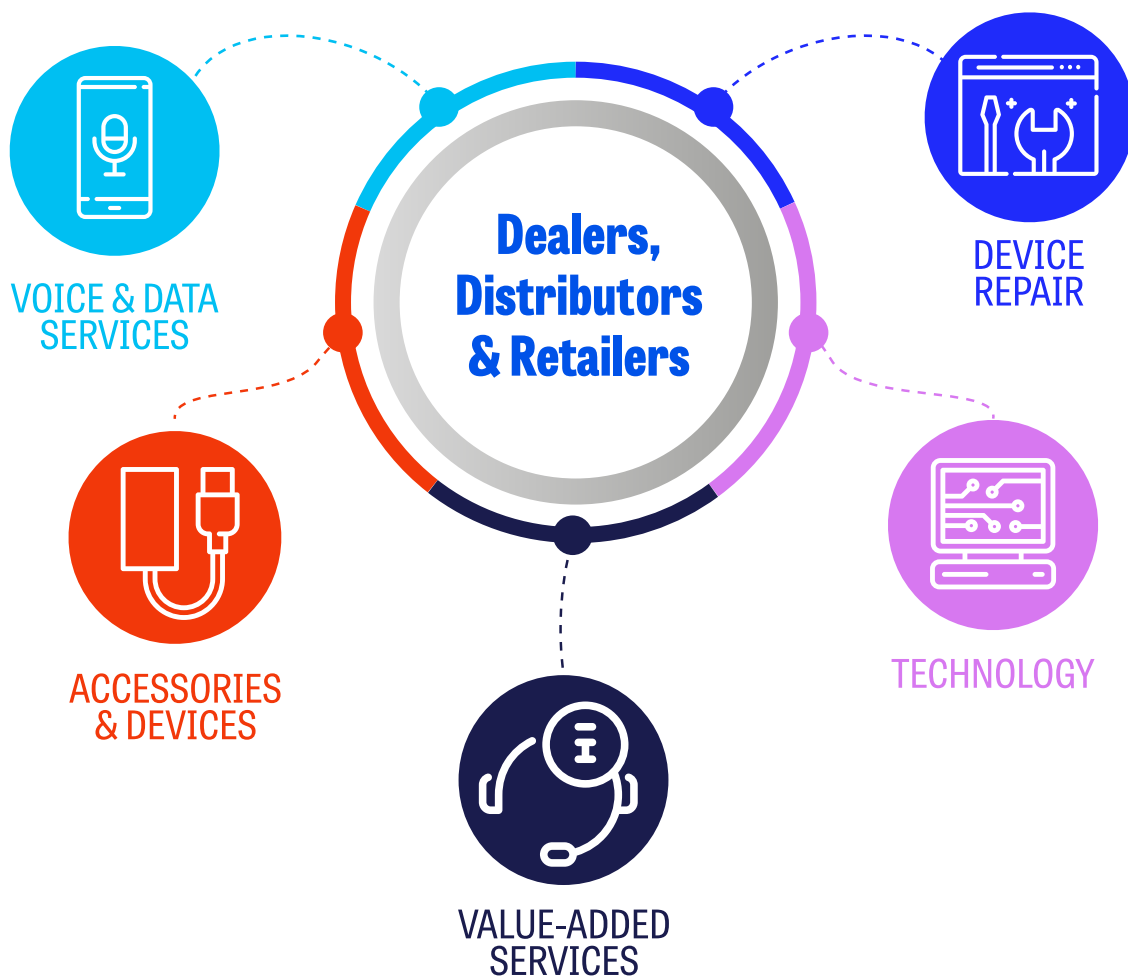 Dealers,
Distributors
& Retailers
VOICE & DATA
SERVICES
DEVICE
REPAIR
ACCESSORIES
& DEVICES
TECHNOLOGY
VALUE-ADDED
SERVICES